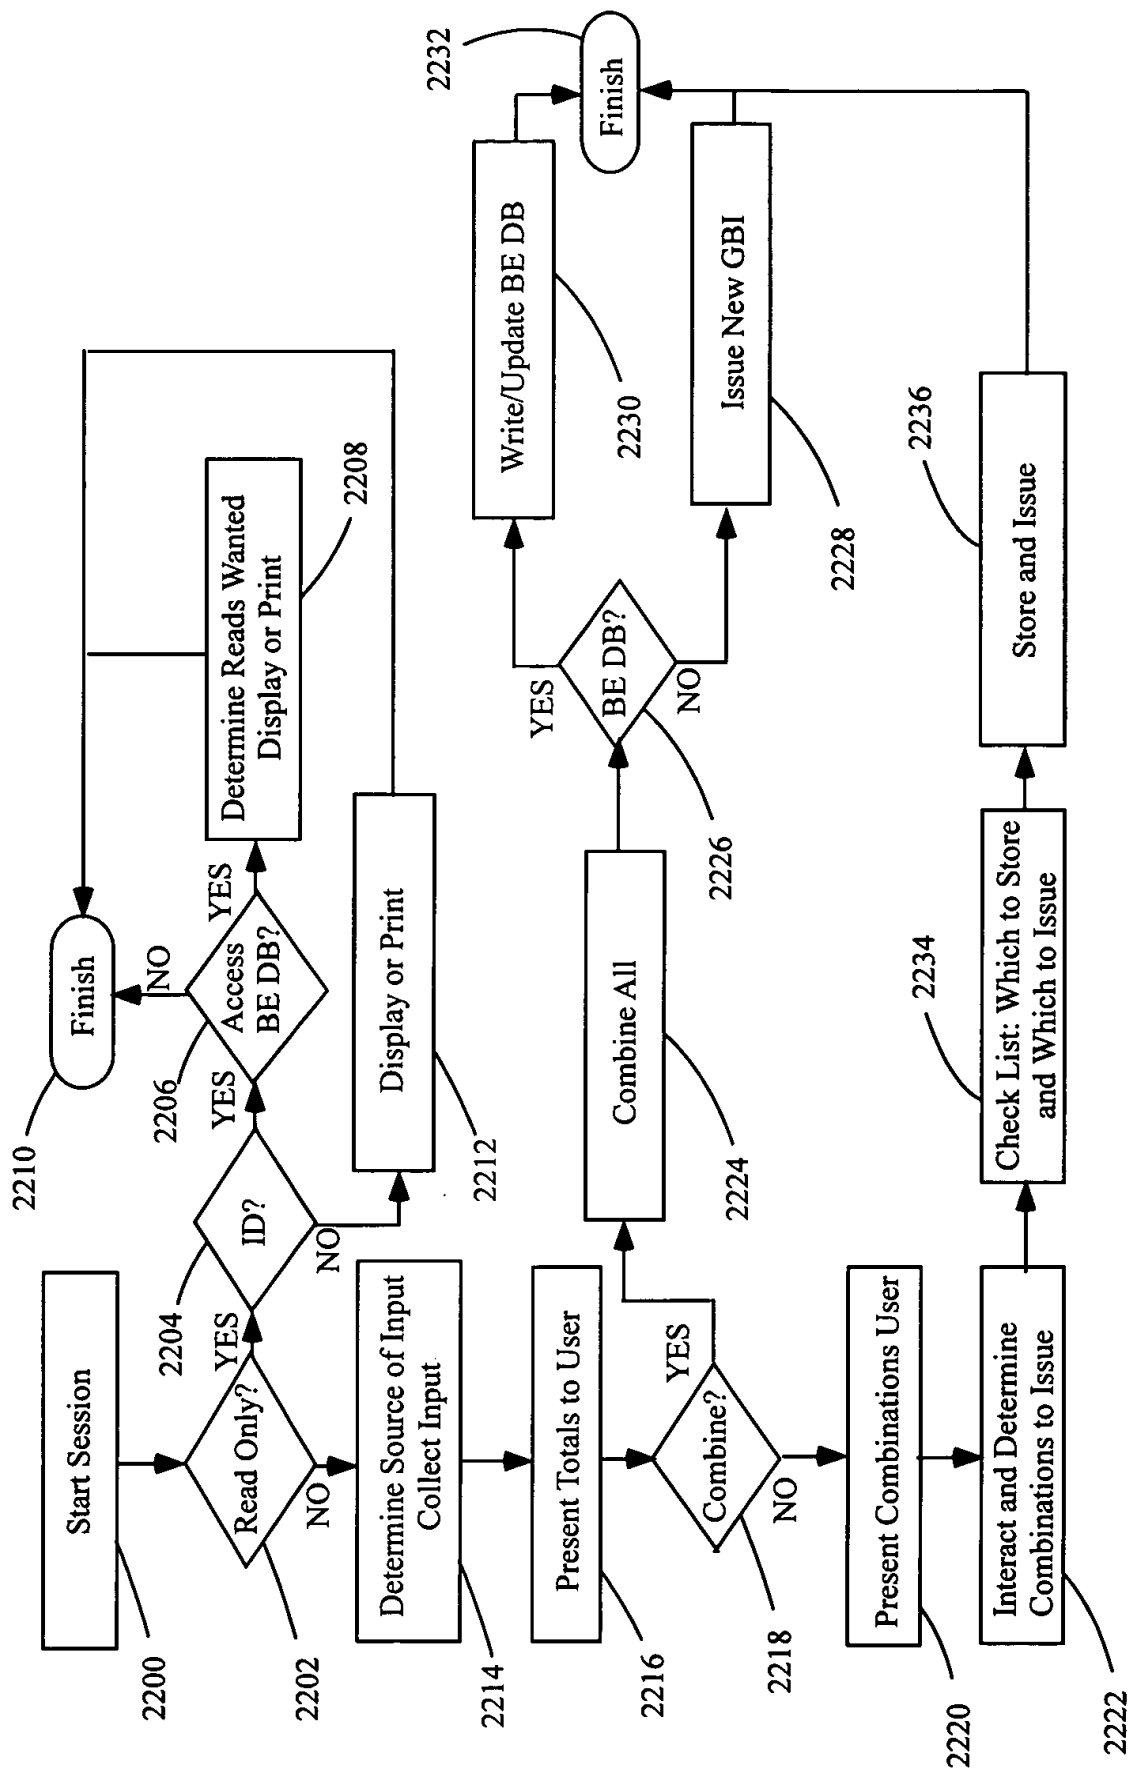 Start Session
2200
Read Only?
2202
YES
NO
ID?
2204
YES
NO
Access
BE DB?
2206
YES
NO
Determine Reads Wanted
Display or Print
2208
Finish
2210
Display or Print
2212
Determine Source of Input
Collect Input
2214
Present Totals to User
2216
Combine?
2218
YES
NO
Combine All
2224
BE DB?
2226
YES
NO
Write/Update BE DB
2230
Issue New GBI
2228
Finish
2232
Present Combinations User
2220
Interact and Determine
Combinations to Issue
2222
Check List: Which to Store
and Which to Issue
2234
Store and Issue
2236